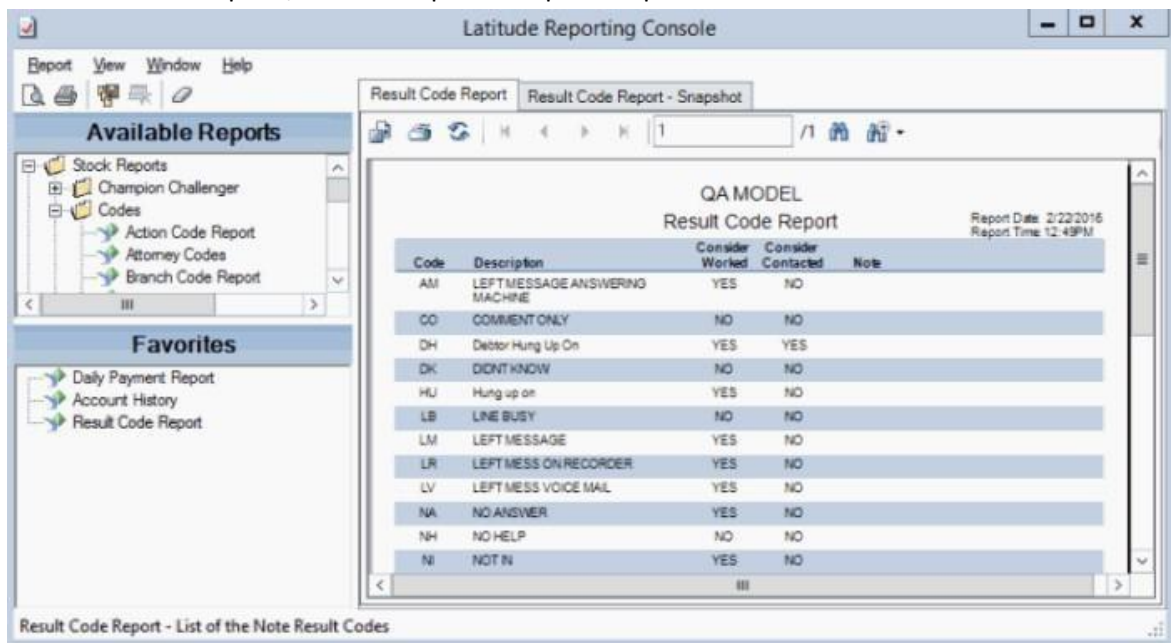 Latitude Reporting Console
Report View Window Help
Result Code Report Result Code Report - Snapshot
Available Reports
Stock Reports
Champion Challenger
Codes
Action Code Report
Attorney Codes
Branch Code Report
Favorites
Daily Payment Report
Account History
Result Code Report
1 /1
QA MODEL
Result Code Report
Report Date: 2/22/2016
Report Time: 12:49PM
Code Description Consider Worked Consider Contacted Note
AM LEFT MESSAGE ANSWERING YES NO
MACHINE
CO COMMENT ONLY NO NO
DH Debtor Hung Up On YES YES
DK DIDNT KNOW NO NO
HU Hung up on YES NO
LB LINE BUSY NO NO
LM LEFT MESSAGE YES NO
LR LEFT MESS ON RECORDER YES NO
LV LEFT MESS VOICE MAIL YES NO
NA NO ANSWER YES NO
NH NO HELP NO NO
NI NOT IN YES NO
Result Code Report - List of the Note Result Codes